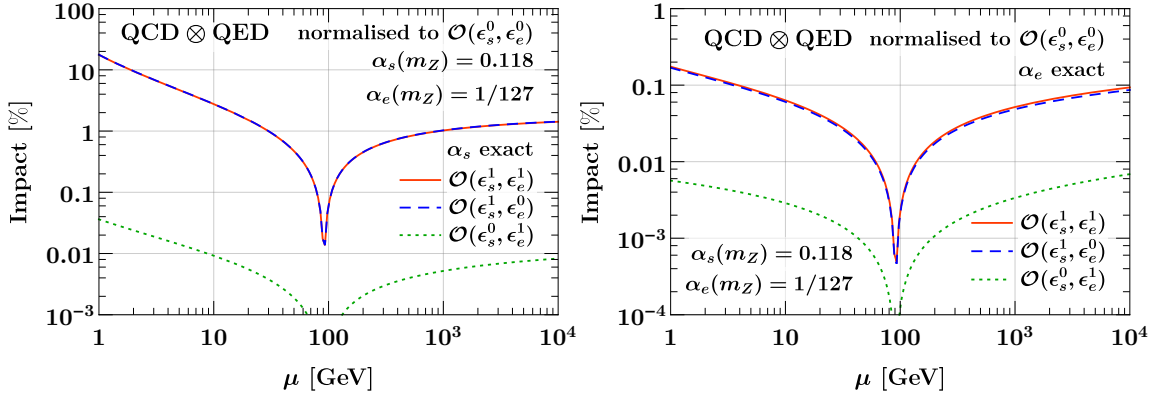 QCD ⊗ QED normalised to 𝒪(ϵ_s^0, ϵ_e^0)
α_s(m_Z) = 0.118
α_e(m_Z) = 1/127
α_s exact
𝒪(ϵ_s^1, ϵ_e^1)
𝒪(ϵ_s^1, ϵ_e^0)
𝒪(ϵ_s^0, ϵ_e^1)
Impact [%]
100
10
1
0.1
0.01
10^{-3}
1 10 100 10^3 10^4
μ [GeV]
QCD ⊗ QED normalised to 𝒪(ϵ_s^0, ϵ_e^0)
α_e exact
α_s(m_Z) = 0.118
α_e(m_Z) = 1/127
𝒪(ϵ_s^1, ϵ_e^1)
𝒪(ϵ_s^1, ϵ_e^0)
𝒪(ϵ_s^0, ϵ_e^1)
Impact [%]
1
0.1
0.01
10^{-3}
10^{-4}
1 10 100 10^3 10^4
μ [GeV]